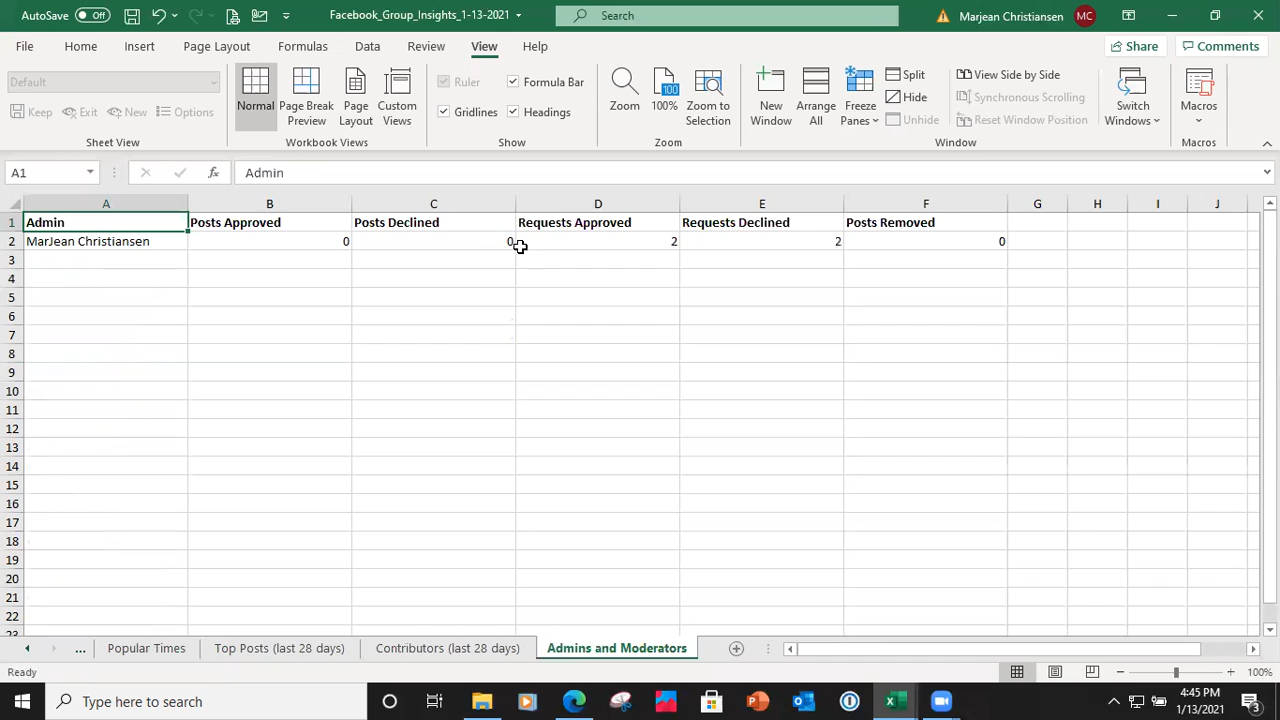 AutoSave Off Facebook_Group_Insights_1-13-2021 Search Marjean Christiansen MC
File Home Insert Page Layout Formulas Data Review View Help Share Comments
Default Ruler Formula Bar Split View Side by Side
Keep Exit New Options Normal Page Break Preview Page Layout Custom Views Gridlines Headings Zoom 100% Zoom to Selection New Window Arrange All Freeze Panes Hide Synchronous Scrolling Switch Windows Macros
Unhide Reset Window Position
Sheet View Workbook Views Show Zoom Window Macros
A1 fx Admin
A B C D E F G H I J
1 Admin Posts Approved Posts Declined Requests Approved Requests Declined Posts Removed
2 MarJean Christiansen 0 0 2 2 0
3
4
5
6
7
8
9
10
11
12
13
14
15
16
17
18
19
20
21
22
23
... Popular Times Top Posts (last 28 days) Contributors (last 28 days) Admins and Moderators
Ready 100%
Type here to search 4:45 PM
1/13/2021 3